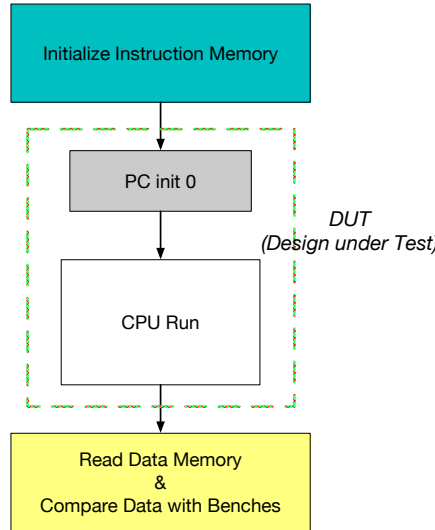 Initialize Instruction Memory
PC init 0
DUT
(Design under Test)
CPU Run
Read Data Memory
&
Compare Data with Benches